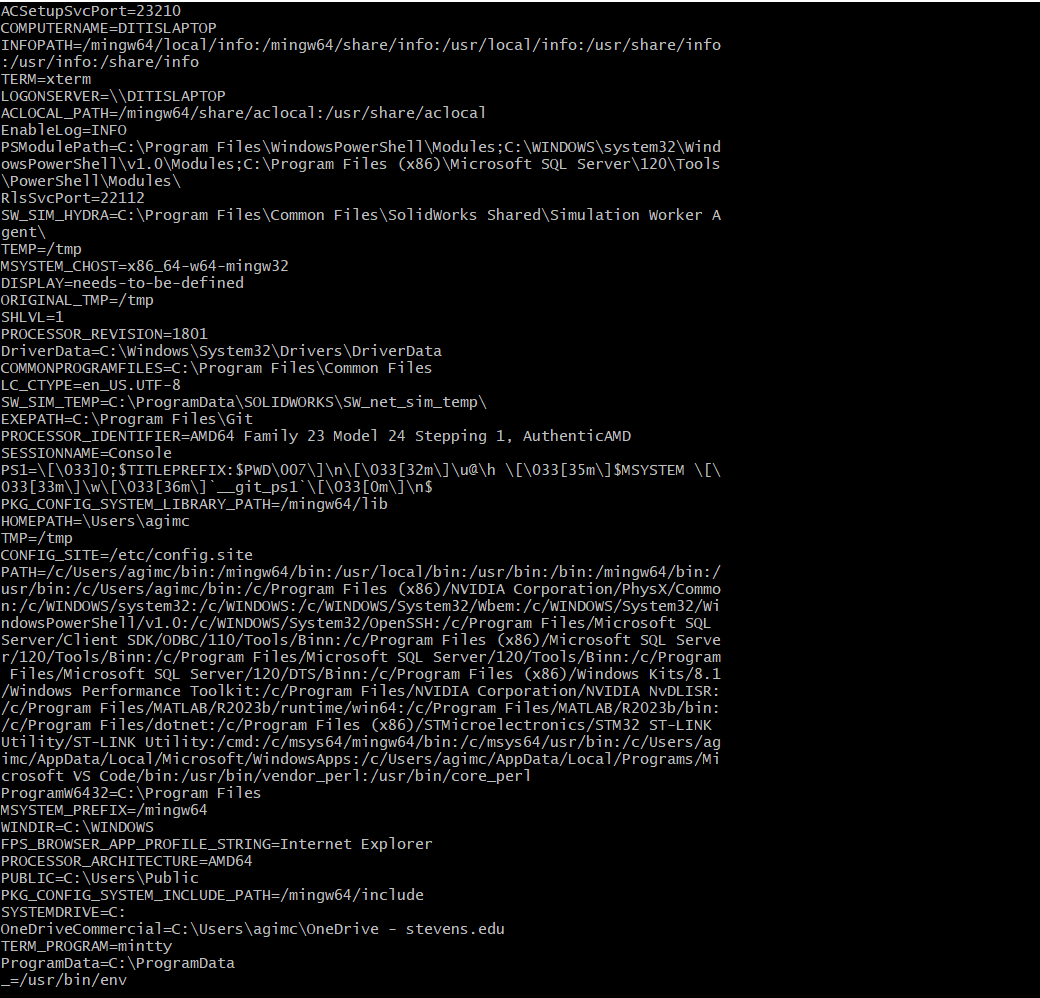 ACSetupSvcPort=23210
COMPUTERNAME=DITISLAPTOP
INFOPATH=/mingw64/local/info:/mingw64/share/info:/usr/local/info:/usr/share/info
:/usr/info:/share/info
TERM=xterm
LOGONSERVER=\\DITISLAPTOP
ACLOCAL_PATH=/mingw64/share/aclocal:/usr/share/aclocal
EnableLog=INFO
PSModulePath=C:\Program Files\WindowsPowerShell\Modules;C:\WINDOWS\system32\Wind
owsPowerShell\v1.0\Modules;C:\Program Files (x86)\Microsoft SQL Server\120\Tools
\PowerShell\Modules\
RlsSvcPort=22112
SW_SIM_HYDRA=C:\Program Files\Common Files\SolidWorks Shared\Simulation Worker A
gent\
TEMP=/tmp
MSYSTEM_CHOST=x86_64-w64-mingw32
DISPLAY=needs-to-be-defined
ORIGINAL_TMP=/tmp
SHLVL=1
PROCESSOR_REVISION=1801
DriverData=C:\Windows\System32\Drivers\DriverData
COMMONPROGRAMFILES=C:\Program Files\Common Files
LC_CTYPE=en_US.UTF-8
SW_SIM_TEMP=C:\ProgramData\SOLIDWORKS\SW_net_sim_temp\
EXEPATH=C:\Program Files\Git
PROCESSOR_IDENTIFIER=AMD64 Family 23 Model 24 Stepping 1, AuthenticAMD
SESSIONNAME=Console
PS1=\[\033]0;$TITLEPREFIX:$PWD\007\]\n\[\033[32m\]\u@\h \[\033[35m\]$MSYSTEM \[\
033[33m\]\w\[\033[36m\]`__git_ps1`\[\033[0m\]\n$
PKG_CONFIG_SYSTEM_LIBRARY_PATH=/mingw64/lib
HOMEPATH=\Users\agimc
TMP=/tmp
CONFIG_SITE=/etc/config.site
PATH=/c/Users/agimc/bin:/mingw64/bin:/usr/local/bin:/usr/bin:/bin:/mingw64/bin:/
usr/bin:/c/Users/agimc/bin:/c/Program Files (x86)/NVIDIA Corporation/PhysX/Commo
n:/c/WINDOWS/system32:/c/WINDOWS:/c/WINDOWS/System32/Wbem:/c/WINDOWS/System32/Wi
ndowsPowerShell/v1.0:/c/WINDOWS/System32/OpenSSH:/c/Program Files/Microsoft SQL
Server/Client SDK/ODBC/110/Tools/Binn:/c/Program Files (x86)/Microsoft SQL Serve
r/120/Tools/Binn:/c/Program Files/Microsoft SQL Server/120/Tools/Binn:/c/Program
 Files/Microsoft SQL Server/120/DTS/Binn:/c/Program Files (x86)/Windows Kits/8.1
/Windows Performance Toolkit:/c/Program Files/NVIDIA Corporation/NVIDIA NvDLISR:
/c/Program Files/MATLAB/R2023b/runtime/win64:/c/Program Files/MATLAB/R2023b/bin:
/c/Program Files/dotnet:/c/Program Files (x86)/STMicroelectronics/STM32 ST-LINK
Utility/ST-LINK Utility:/cmd:/c/msys64/mingw64/bin:/c/msys64/usr/bin:/c/Users/ag
imc/AppData/Local/Microsoft/WindowsApps:/c/Users/agimc/AppData/Local/Programs/Mi
crosoft VS Code/bin:/usr/bin/vendor_perl:/usr/bin/core_perl
ProgramW6432=C:\Program Files
MSYSTEM_PREFIX=/mingw64
WINDIR=C:\WINDOWS
FPS_BROWSER_APP_PROFILE_STRING=Internet Explorer
PROCESSOR_ARCHITECTURE=AMD64
PUBLIC=C:\Users\Public
PKG_CONFIG_SYSTEM_INCLUDE_PATH=/mingw64/include
SYSTEMDRIVE=C:
OneDriveCommercial=C:\Users\agimc\OneDrive - stevens.edu
TERM_PROGRAM=mintty
ProgramData=C:\ProgramData
_=/usr/bin/env